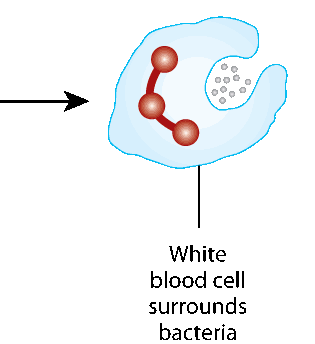 White
blood cell
surrounds
bacteria